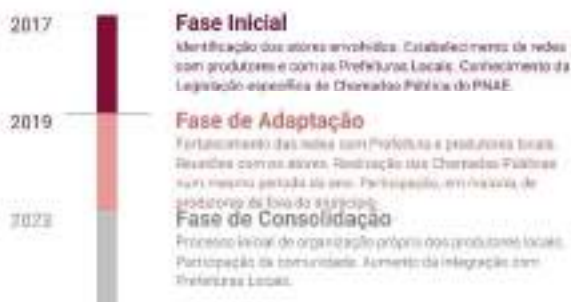 2017
Fase Inicial
Identificação dos atores envolvidos. Estabelecimento de redes
com produtores e com as Prefeituras Locais. Conhecimento da
Legislação específica de Chamadas Pública do PNAE.
2019
Fase de Adaptação
Fortalecimento das redes com Prefeitura e produtores locais.
Reuniões com os atores. Realização das Chamadas Públicas
num mesmo período do ano. Participação, em maioria, de
produtores de fora do município.
2023
Fase de Consolidação
Processo inicial de organização própria dos produtores locais.
Participação da comunidade. Aumento da integração com
Prefeituras Locais.